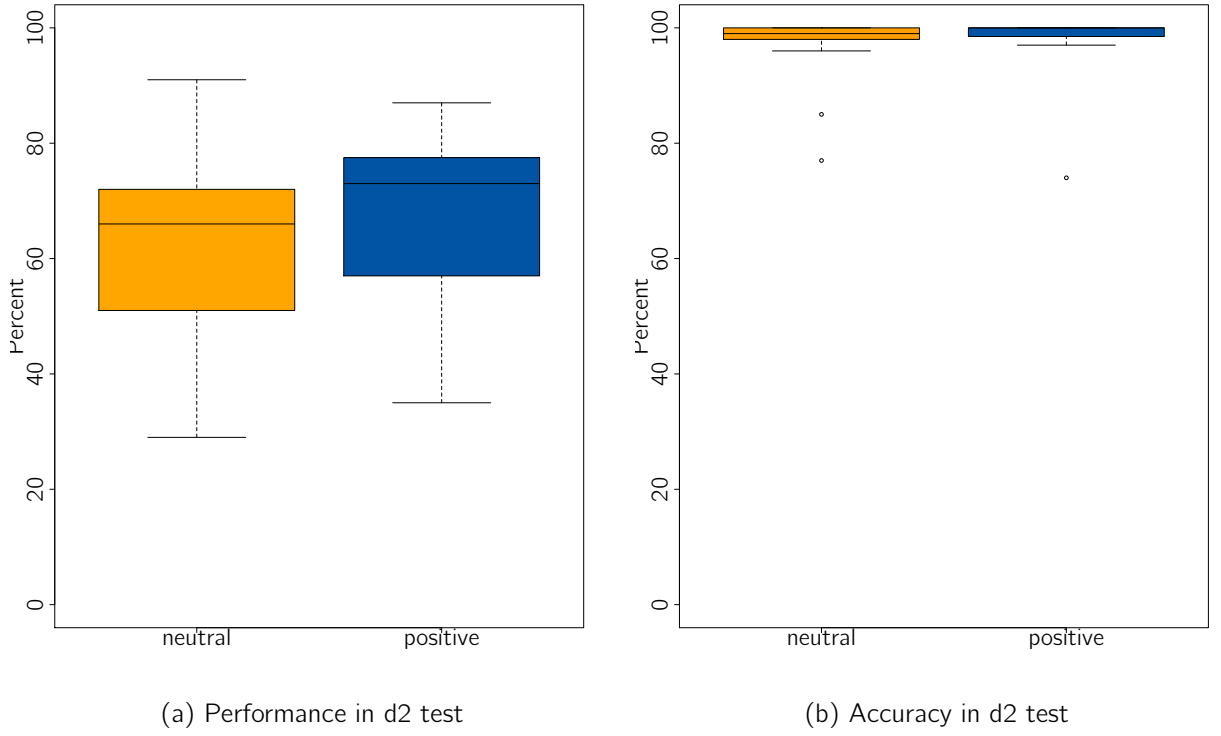 100
80
60
40
20
0
Percent
neutral positive
(a) Performance in d2 test
100
80
60
40
20
0
Percent
neutral positive
(b) Accuracy in d2 test